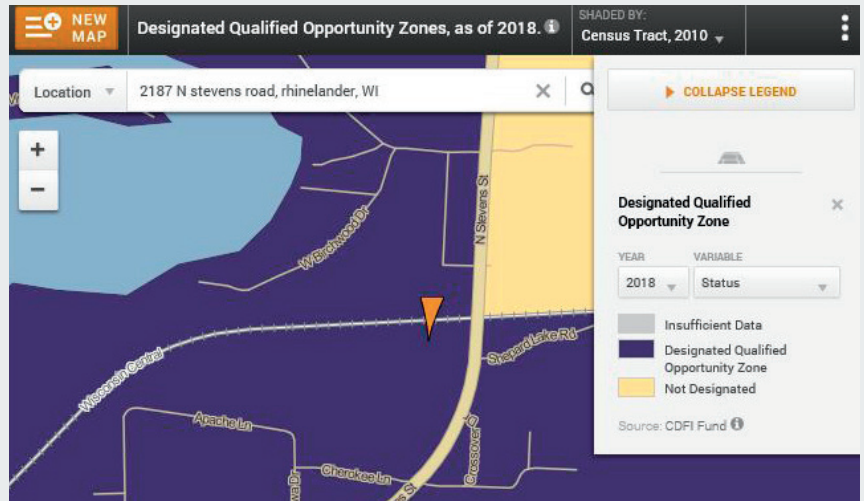 NEW
MAP
Designated Qualified Opportunity Zones, as of 2018.
SHADED BY:
Census Tract, 2010
Location
2187 N stevens road, rhinelander, WI
COLLAPSE LEGEND
Designated Qualified
Opportunity Zone
YEAR
VARIABLE
2018
Status
Insufficient Data
Designated Qualified
Opportunity Zone
Not Designated
Source: CDFI Fund
W Birchwood Dr
N Stevens St
Wisconsin Central
Shepard Lake Rd
Apache Ln
Cherokee Ln
Crossover